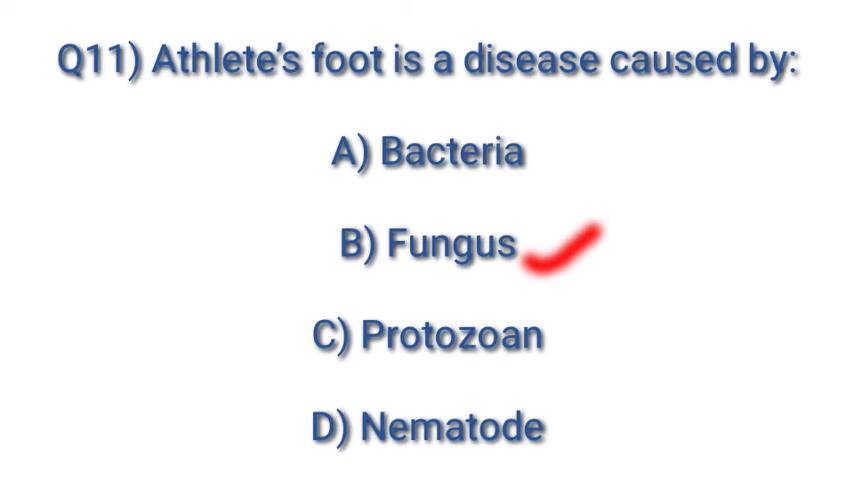 Q11) Athlete’s foot is a disease caused by:
A) Bacteria
B) Fungus
C) Protozoan
D) Nematode